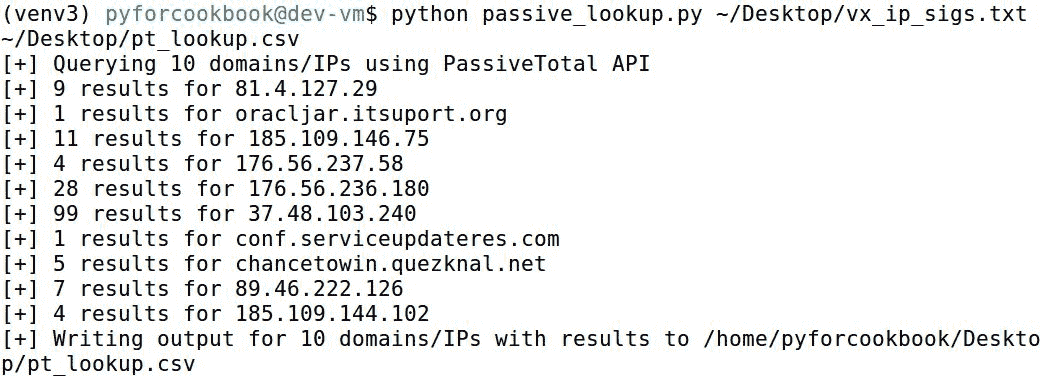 (venv3) pyforcookbook@dev-vm$ python passive_lookup.py ~/Desktop/vx_ip_sigs.txt
~/Desktop/pt_lookup.csv
[+] Querying 10 domains/IPs using PassiveTotal API
[+] 9 results for 81.4.127.29
[+] 1 results for oracljar.itsuport.org
[+] 11 results for 185.109.146.75
[+] 4 results for 176.56.237.58
[+] 28 results for 176.56.236.180
[+] 99 results for 37.48.103.240
[+] 1 results for conf.serviceupdateres.com
[+] 5 results for chancetowin.quezknal.net
[+] 7 results for 89.46.222.126
[+] 4 results for 185.109.144.102
[+] Writing output for 10 domains/IPs with results to /home/pyforcookbook/Deskto
p/pt_lookup.csv